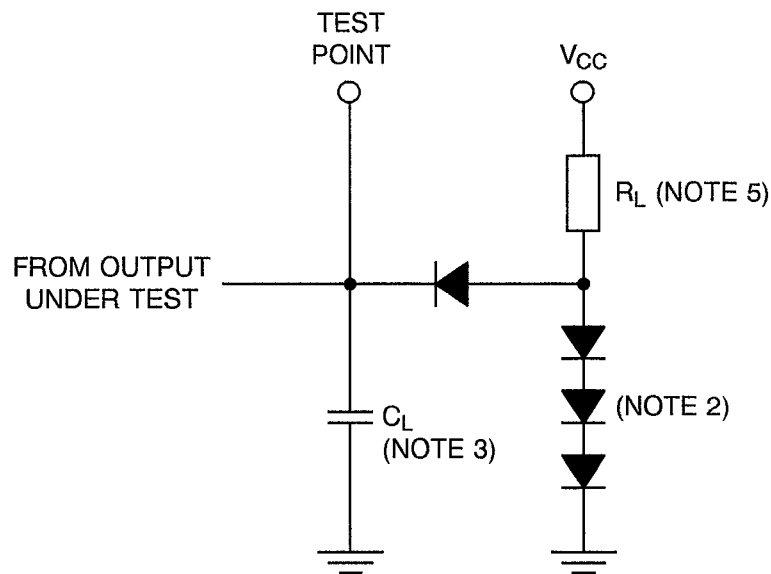 TEST
POINT
VCC
RL (NOTE 5)
FROM OUTPUT
UNDER TEST
CL
(NOTE 3)
(NOTE 2)